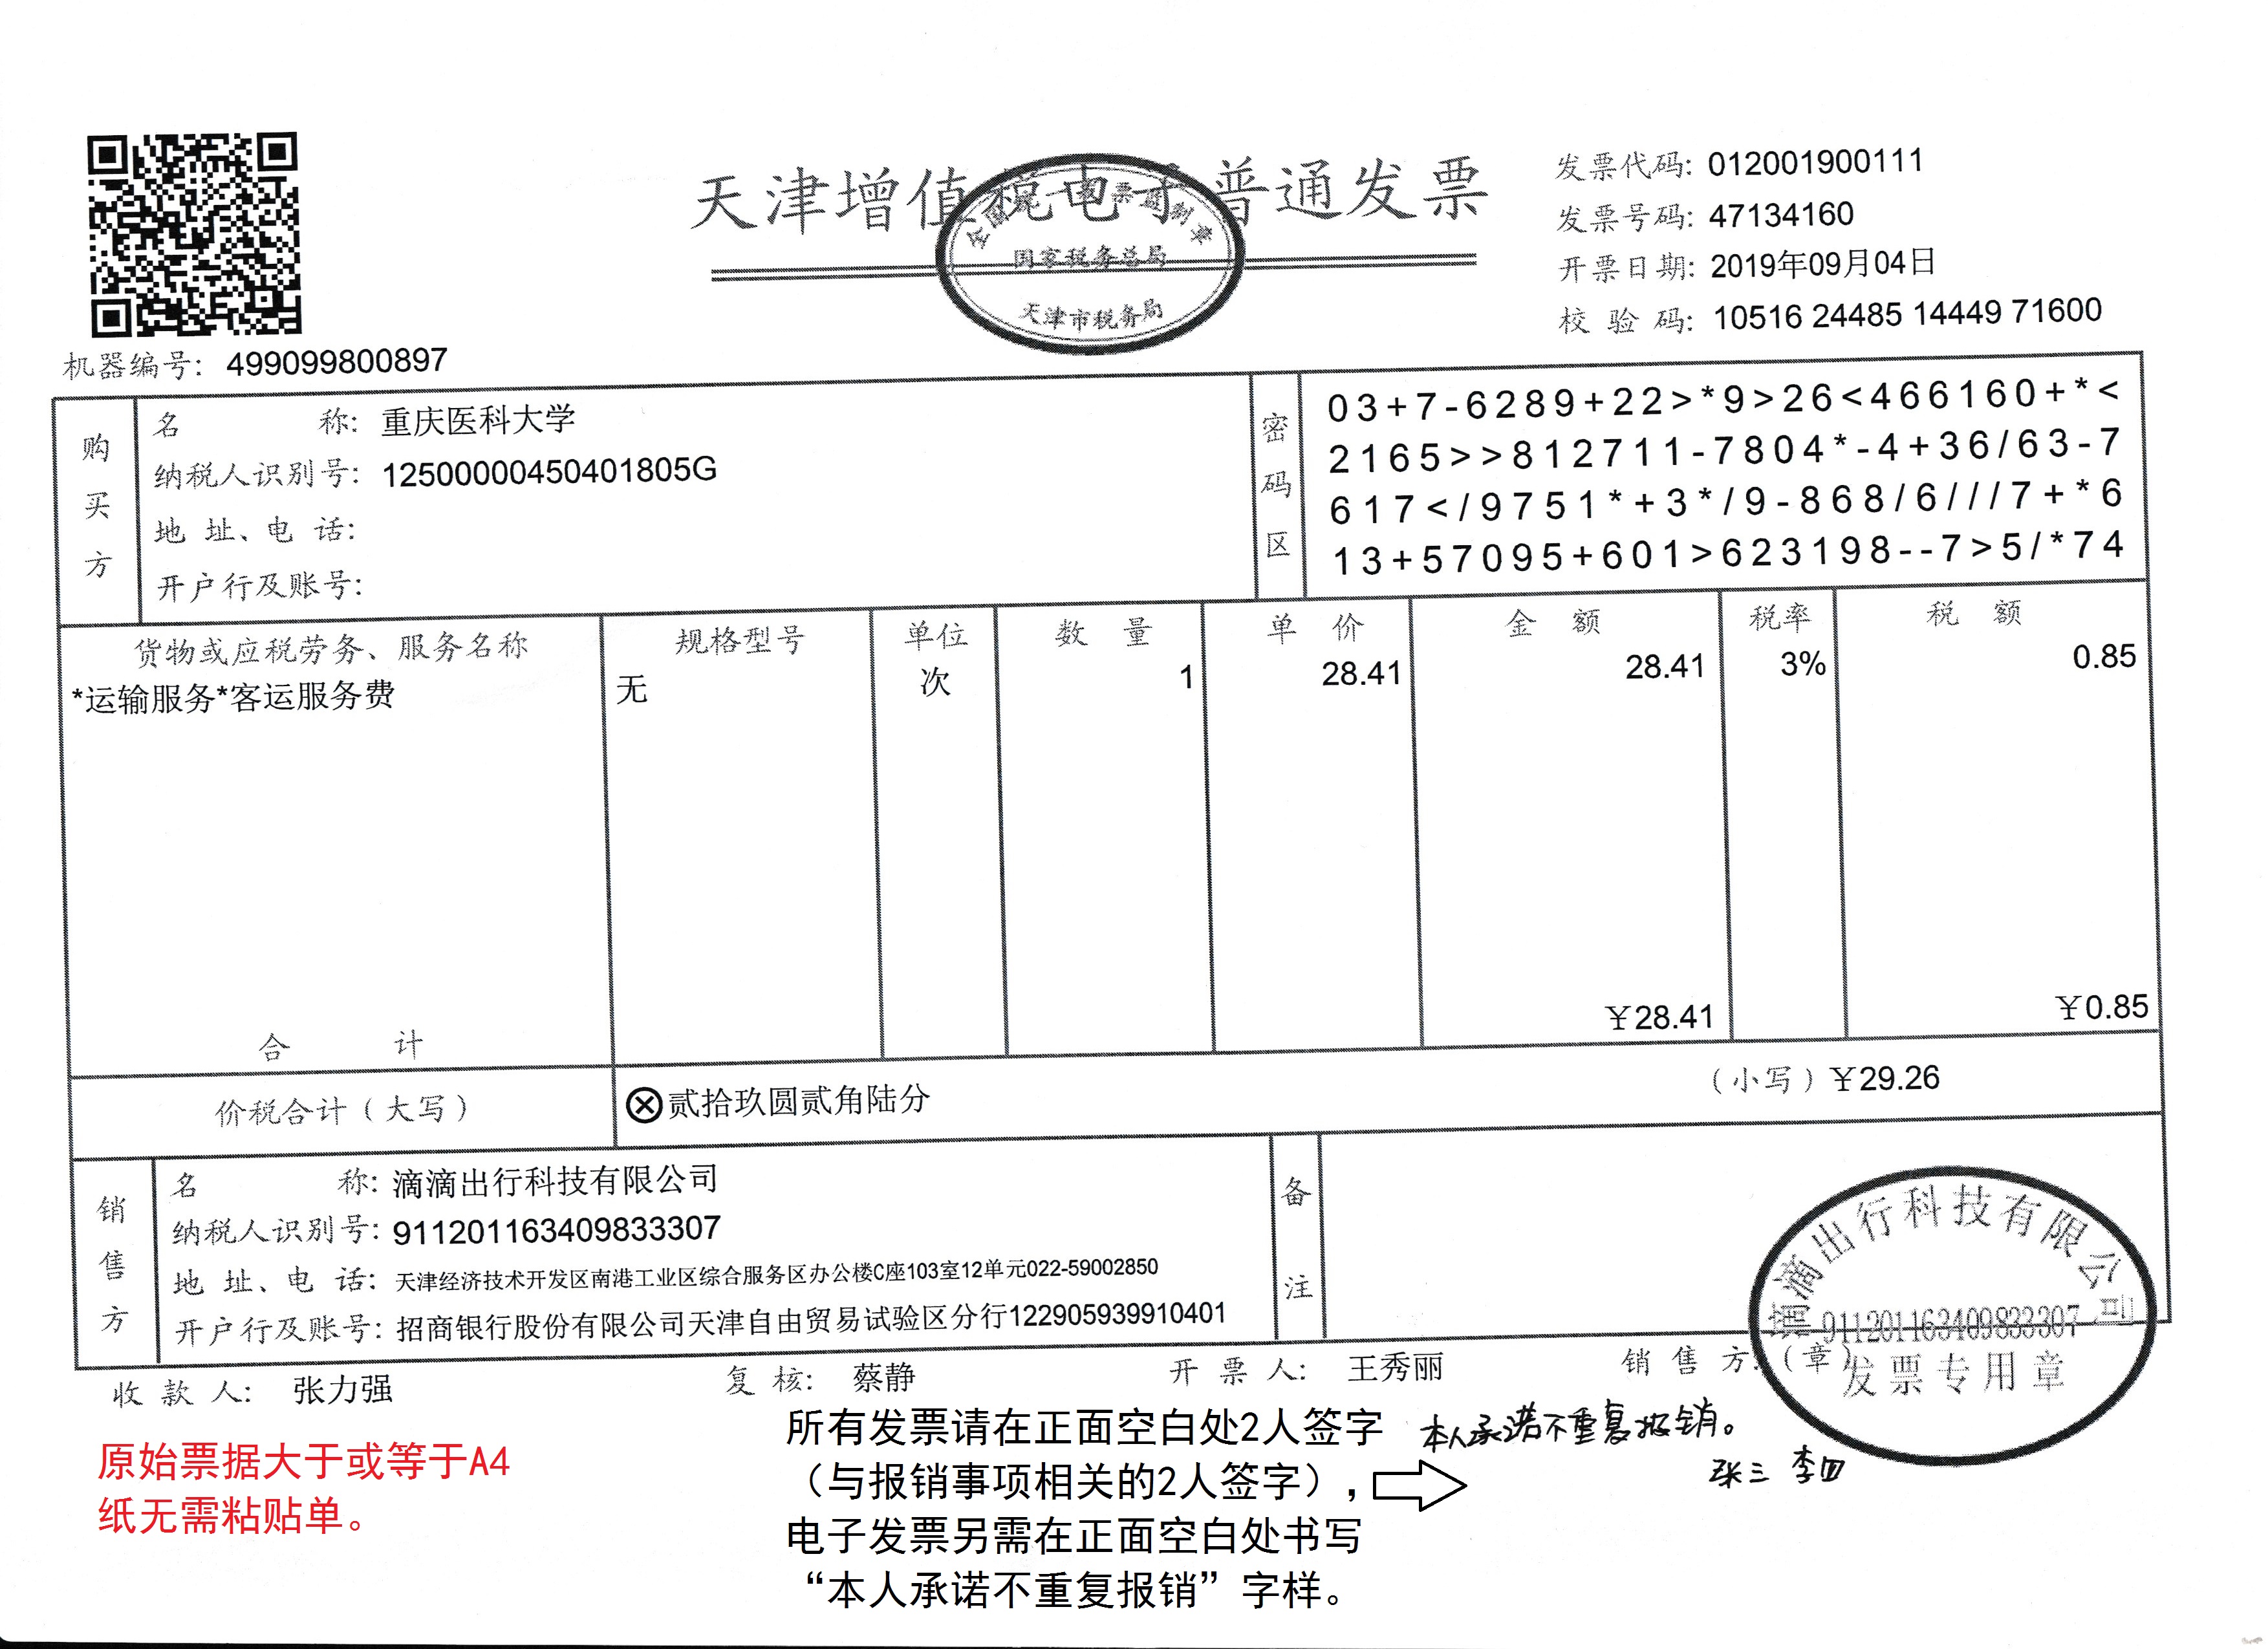 天津增值税电子普通发票
国家税务总局
天津市税务局
发票代码: 012001900111
发票号码: 47134160
开票日期: 2019年09月04日
校 验 码: 10516 24485 14449 71600
机器编号: 499099800897
购买方
名 称: 重庆医科大学
纳税人识别号: 12500000450401805G
地 址、电 话:
开户行及账号:
密码区
03+7-6289+22>*9>26<466160+*<
2165>>812711-7804*-4+36/63-7
617</9751*+3*/9-868/6///7+*6
13+57095+601>623198--7>5/*74
货物或应税劳务、服务名称 规格型号 单位 数 量 单 价 金 额 税率 税 额
*运输服务*客运服务费 无 次 1 28.41 28.41 3% 0.85
合 计 ￥28.41 ￥0.85
价税合计（大写） ⊗贰拾玖圆贰角陆分 （小写）￥29.26
销售方
名 称: 滴滴出行科技有限公司
纳税人识别号: 911201163409833307
地 址、电 话: 天津经济技术开发区南港工业区综合服务区办公楼C座103室12单元022-59002850
开户行及账号: 招商银行股份有限公司天津自由贸易试验区分行122905939910401
备注
滴滴出行科技有限公司
911201163409833307
发票专用章
收 款 人: 张力强 复 核: 蔡静 开 票 人: 王秀丽 销 售 方:（章）
原始票据大于或等于A4
纸无需粘贴单。
所有发票请在正面空白处2人签字
（与报销事项相关的2人签字），
电子发票另需在正面空白处书写
“本人承诺不重复报销”字样。
本人承诺不重复报销。
张三 李四